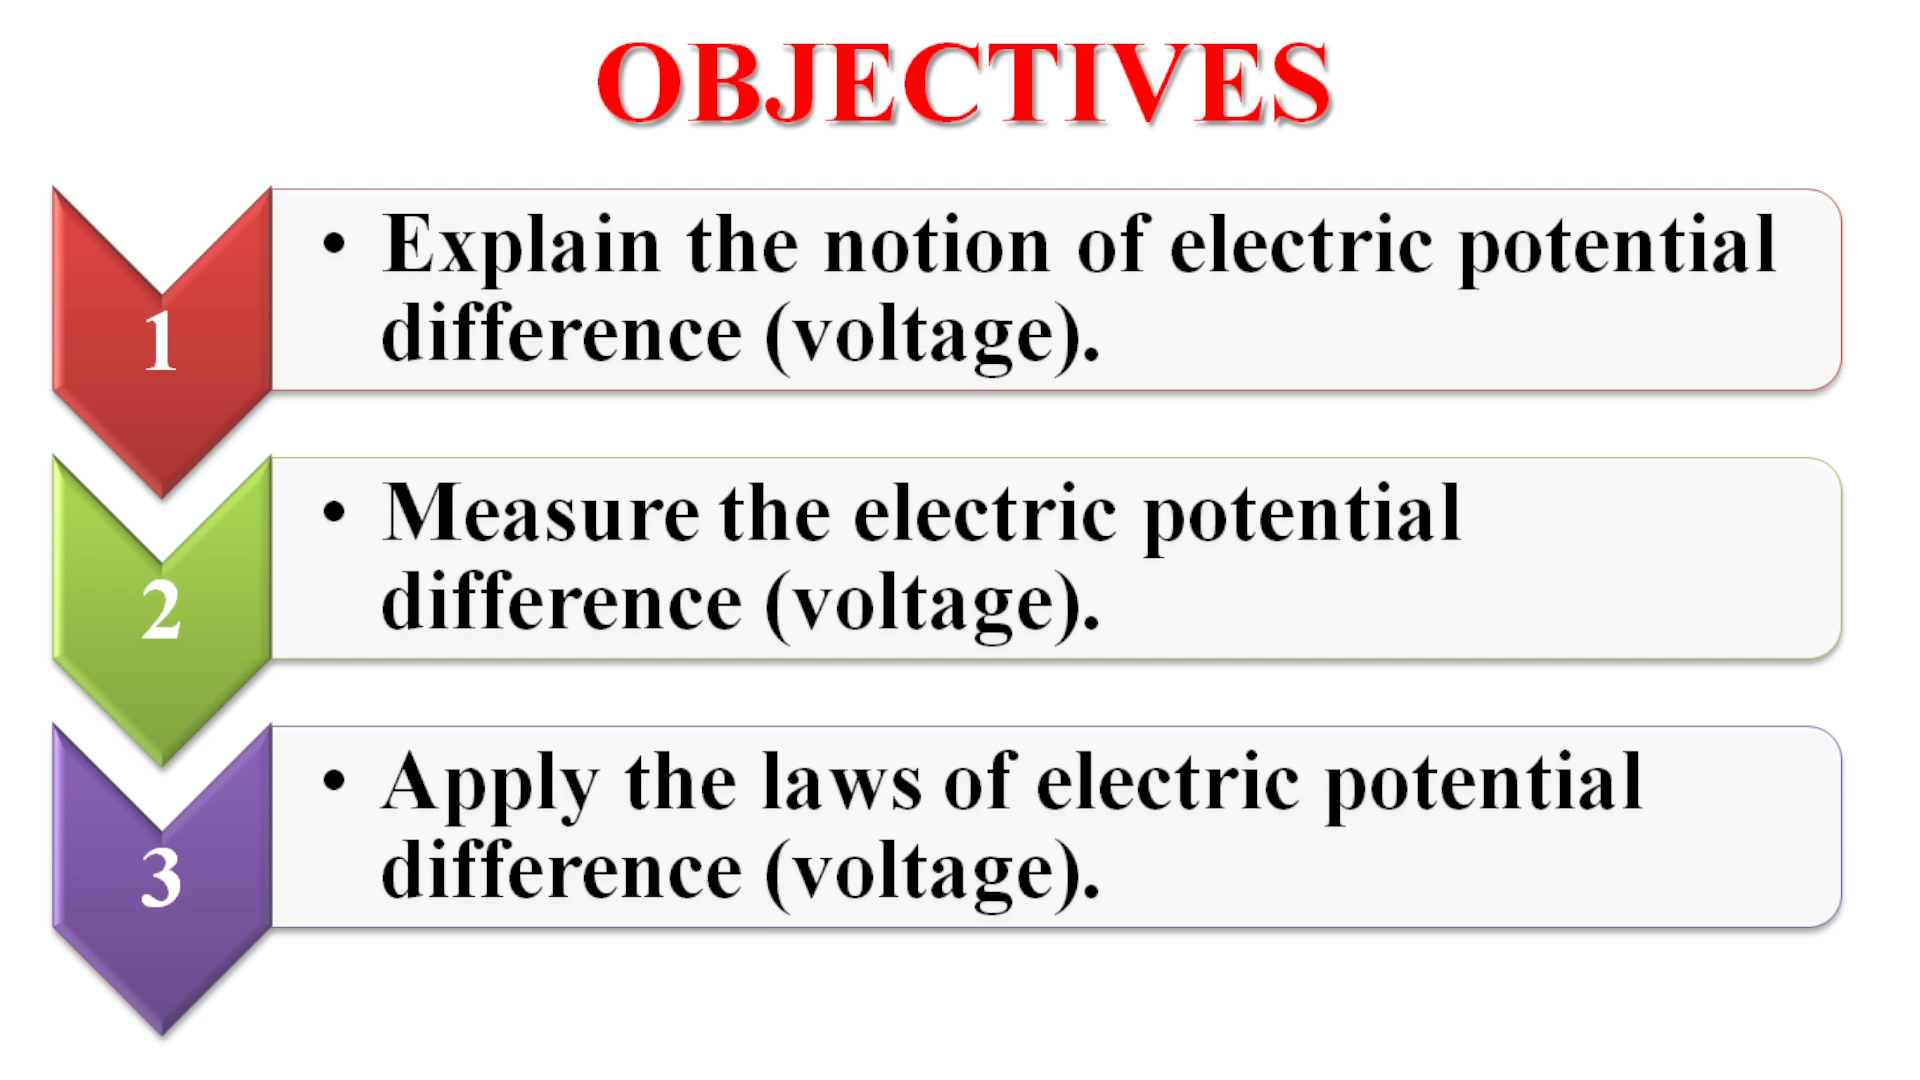 OBJECTIVES
1
• Explain the notion of electric potential
difference (voltage).
2
• Measure the electric potential
difference (voltage).
3
• Apply the laws of electric potential
difference (voltage).